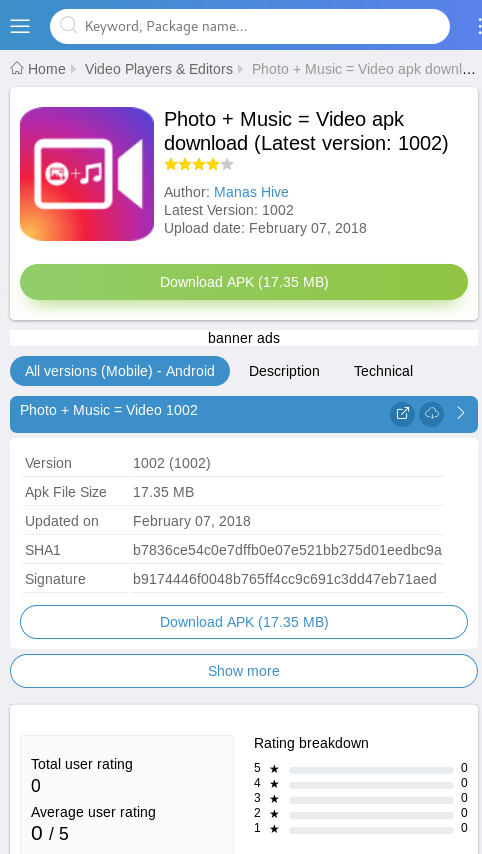 Keyword, Package name...
Home Video Players & Editors Photo + Music = Video apk downl...
Photo + Music = Video apk
download (Latest version: 1002)
Author: Manas Hive
Latest Version: 1002
Upload date: February 07, 2018
Download APK (17.35 MB)
banner ads
All versions (Mobile) - Android Description Technical
Photo + Music = Video 1002
Version 1002 (1002)
Apk File Size 17.35 MB
Updated on February 07, 2018
SHA1 b7836ce54c0e7dffb0e07e521bb275d01eedbc9a
Signature b9174446f0048b765ff4cc9c691c3dd47eb71aed
Download APK (17.35 MB)
Show more
Total user rating
0
Average user rating
0 / 5
Rating breakdown
5 ★ 0
4 ★ 0
3 ★ 0
2 ★ 0
1 ★ 0